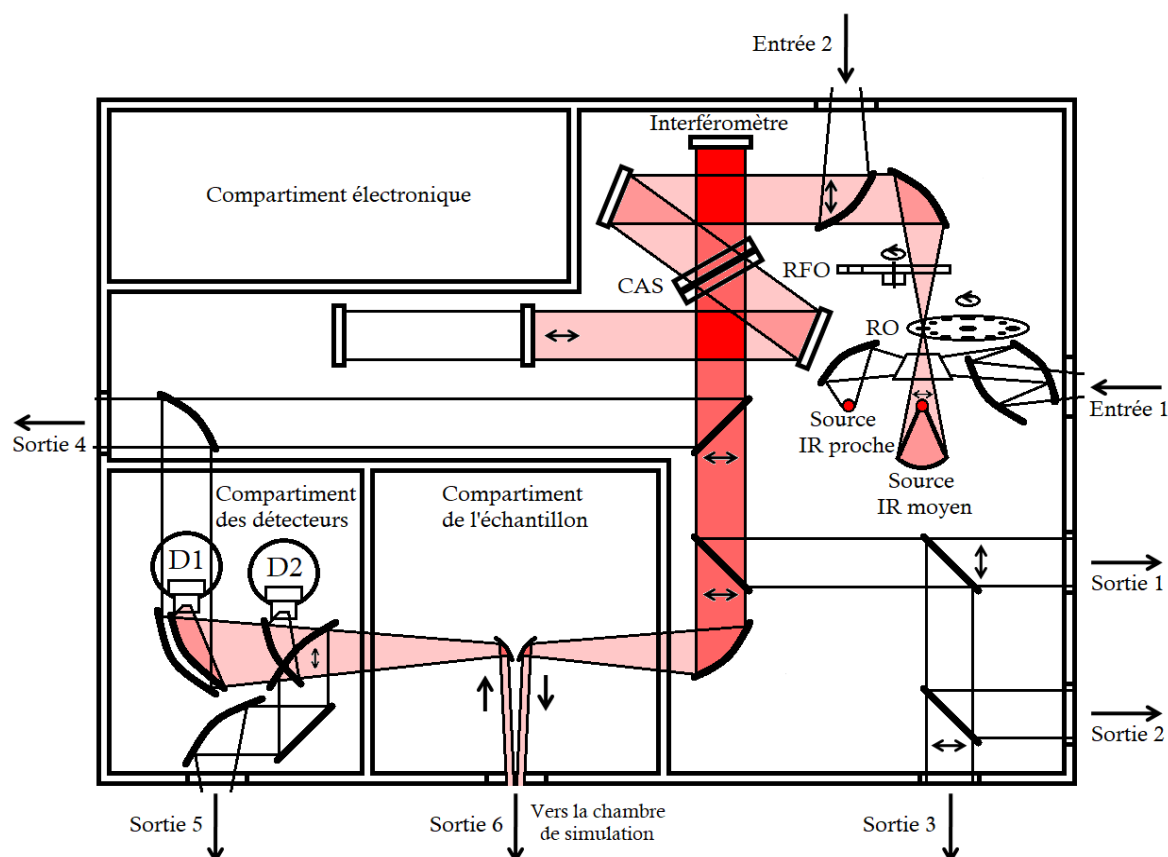 Entrée 2
Interféromètre
Compartiment électronique
CAS
RFO
RO
Entrée 1
Source
IR proche
Source
IR moyen
Sortie 4
Compartiment
des détecteurs
Compartiment
de l'échantillon
D1
D2
Sortie 1
Sortie 2
Sortie 5
Sortie 6
Vers la chambre
de simulation
Sortie 3